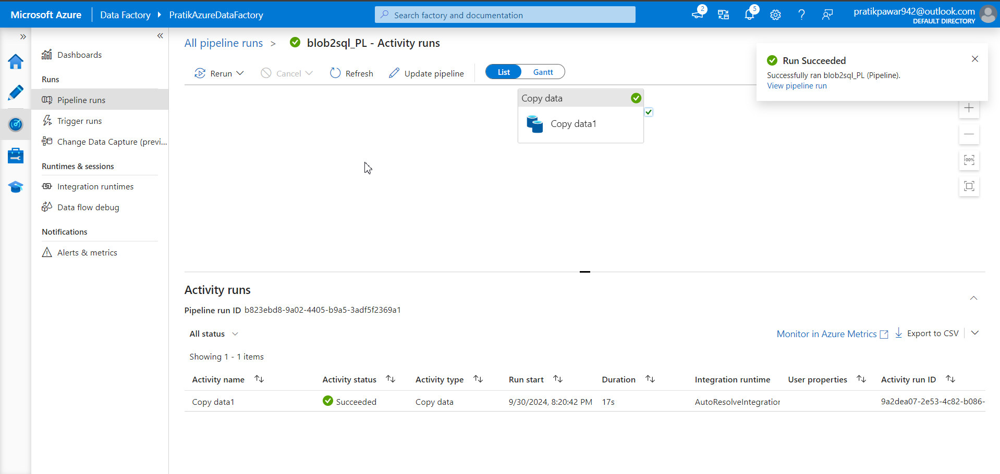 Microsoft Azure
Data Factory
PratikAzureDataFactory
Search factory and documentation
2
5
pratikpawar942@outlook.com
DEFAULT DIRECTORY
Dashboards
Runs
Pipeline runs
Trigger runs
Change Data Capture (previ...
Runtimes & sessions
Integration runtimes
Data flow debug
Notifications
Alerts & metrics
All pipeline runs > blob2sql_PL - Activity runs
Rerun
Cancel
Refresh
Update pipeline
List
Gantt
Run Succeeded
Successfully ran blob2sql_PL (Pipeline).
View pipeline run
Copy data
Copy data1
100%
Activity runs
Pipeline run ID b823ebd8-9a02-4405-b9a5-3adf5f2369a1
All status
Monitor in Azure Metrics
Export to CSV
Showing 1 - 1 items
Activity name Activity status Activity type Run start Duration Integration runtime User properties Activity run ID
Copy data1 Succeeded Copy data 9/30/2024, 8:20:42 PM 17s AutoResolveIntegration 9a2dea07-2e53-4c82-b086-